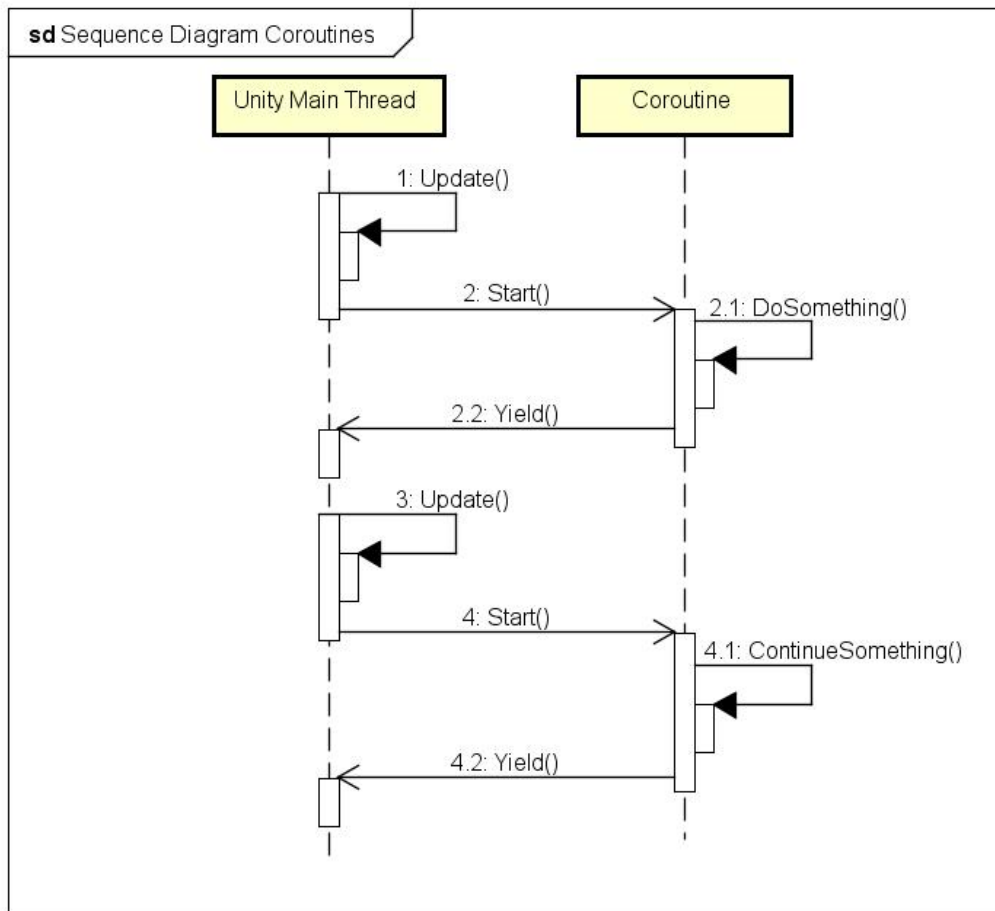 sd Sequence Diagram Coroutines
Unity Main Thread
Coroutine
1: Update()
2: Start()
2.1: DoSomething()
2.2: Yield()
3: Update()
4: Start()
4.1: ContinueSomething()
4.2: Yield()